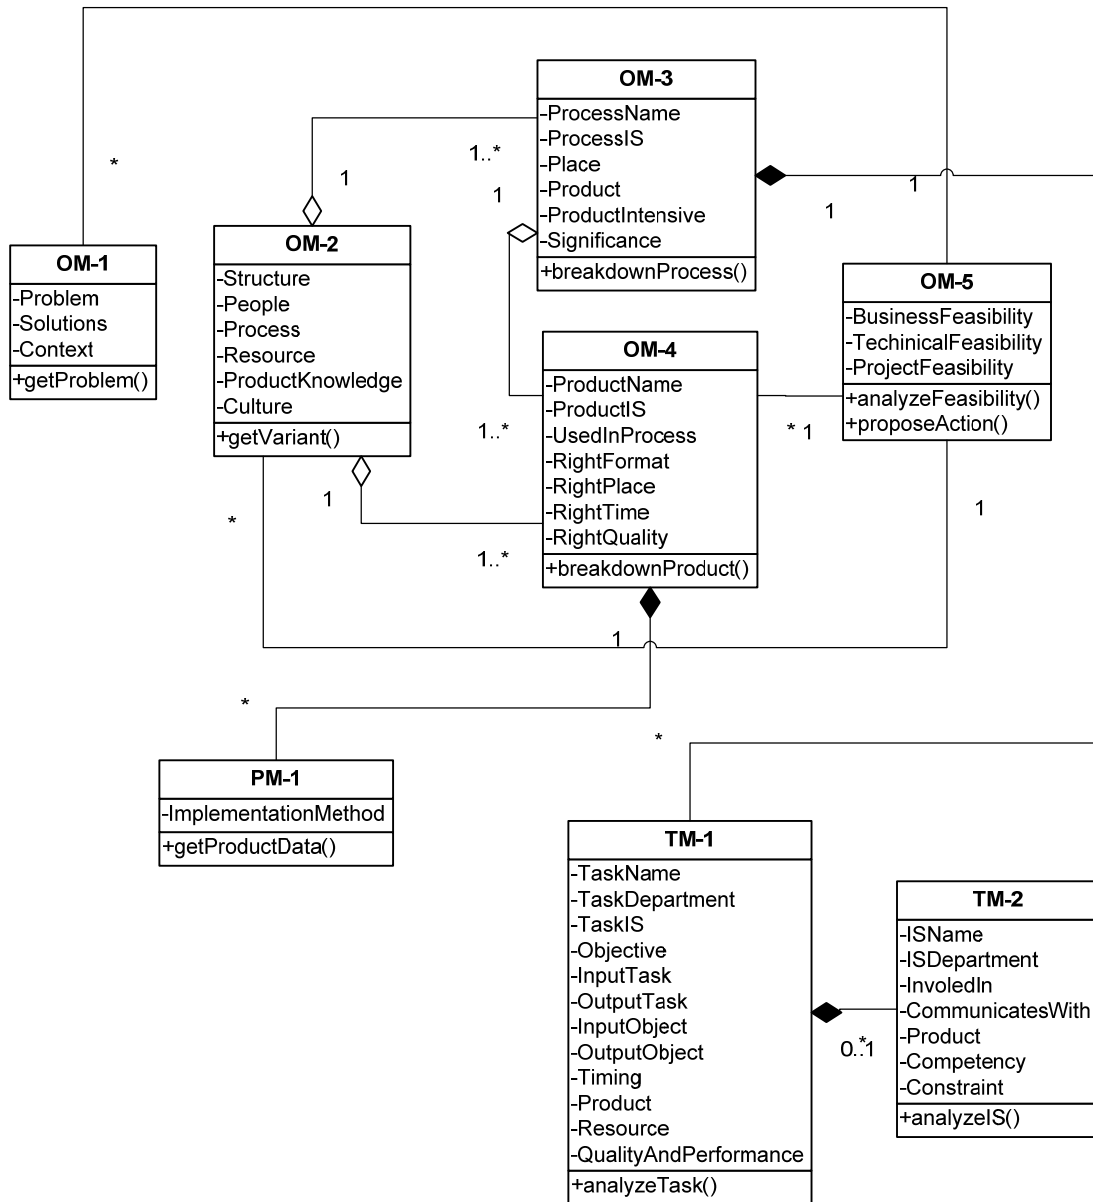 OM-3
-ProcessName
-ProcessIS
-Place
-Product
-ProductIntensive
-Significance
+breakdownProcess()
1..*
1
1
*
1
1
OM-1
-Problem
-Solutions
-Context
+getProblem()
OM-2
-Structure
-People
-Process
-Resource
-ProductKnowledge
-Culture
+getVariant()
OM-5
-BusinessFeasibility
-TechinicalFeasibility
-ProjectFeasibility
+analyzeFeasibility()
+proposeAction()
OM-4
-ProductName
-ProductIS
-UsedInProcess
-RightFormat
-RightPlace
-RightTime
-RightQuality
+breakdownProduct()
1..*
* 1
1
*
1..*
1
1
*
*
PM-1
-ImplementationMethod
+getProductData()
TM-1
-TaskName
-TaskDepartment
-TaskIS
-Objective
-InputTask
-OutputTask
-InputObject
-OutputObject
-Timing
-Product
-Resource
-QualityAndPerformance
+analyzeTask()
0..1
*
TM-2
-ISName
-ISDepartment
-InvoledIn
-CommunicatesWith
-Product
-Competency
-Constraint
+analyzeIS()